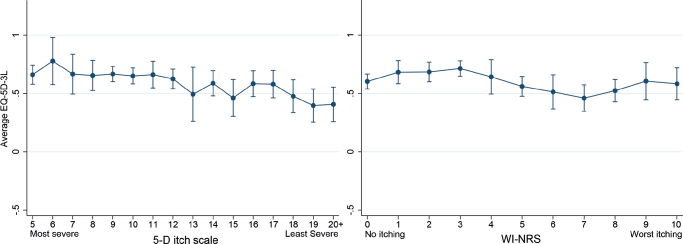 Average EQ-5D-3L
1
.5
0
-.5
5 6 7 8 9 10 11 12 13 14 15 16 17 18 19 20+
Most severe Least Severe
5-D itch scale
1
.5
0
-.5
0 1 2 3 4 5 6 7 8 9 10
No itching Worst itching
WI-NRS